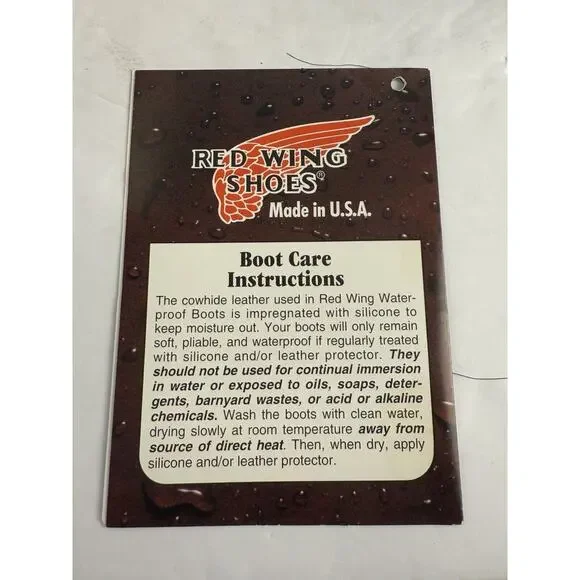 RED WING
SHOES®
Made in U.S.A.
Boot Care
Instructions
The cowhide leather used in Red Wing Water-
proof Boots is impregnated with silicone to
keep moisture out. Your boots will only remain
soft, pliable, and waterproof if regularly treated
with silicone and/or leather protector. They
should not be used for continual immersion
in water or exposed to oils, soaps, deter-
gents, barnyard wastes, or acid or alkaline
chemicals. Wash the boots with clean water,
drying slowly at room temperature away from
source of direct heat. Then, when dry, apply
silicone and/or leather protector.